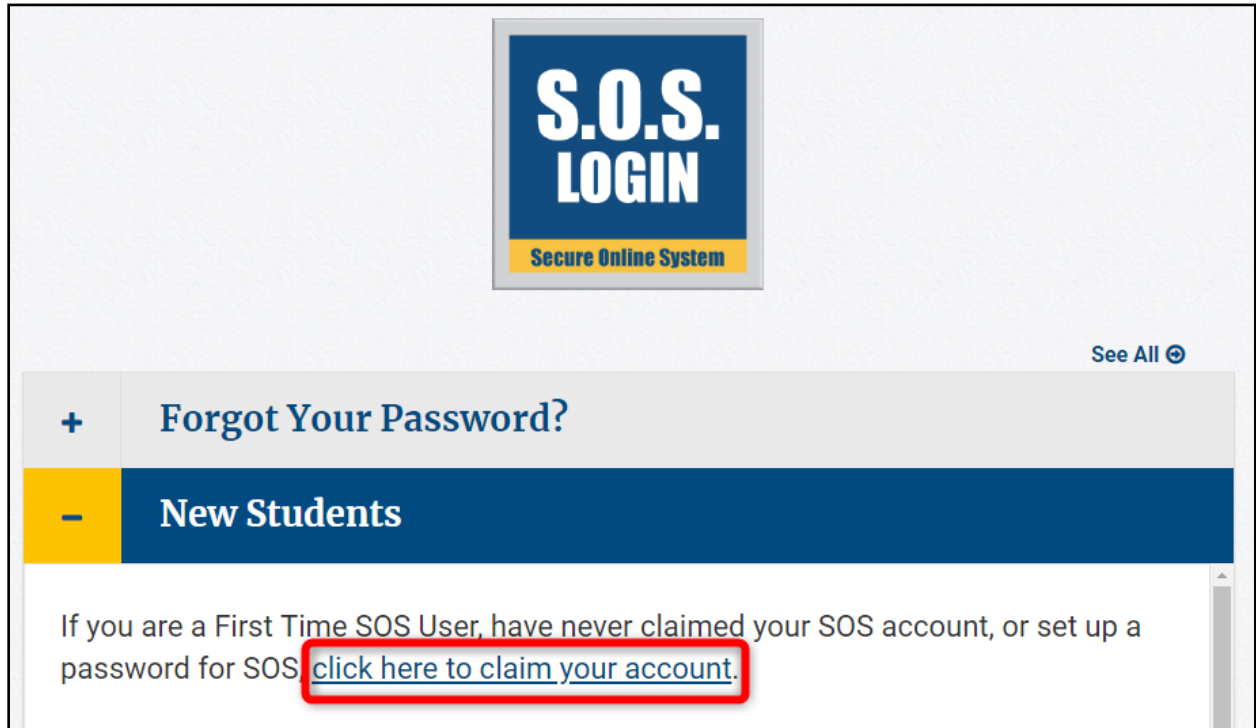 S.O.S.
LOGIN
Secure Online System
See All
Forgot Your Password?
New Students
If you are a First Time SOS User, have never claimed your SOS account, or set up a
password for SOS, click here to claim your account.